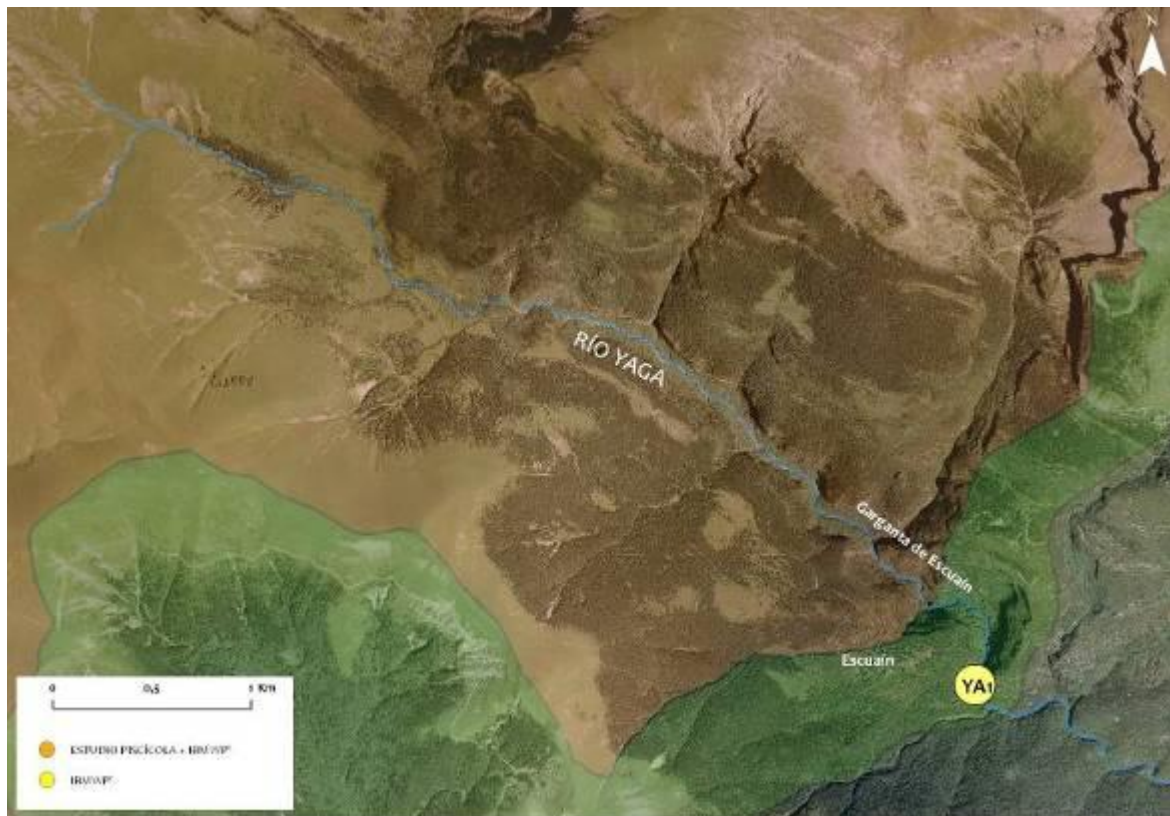 N
RÍO YAGA
Garganta de Escuaín
Escuaín
YA1
0 0,5 1 Km
ESTUDIO PISCÍCOLA + IBMWP'
IBMWP'